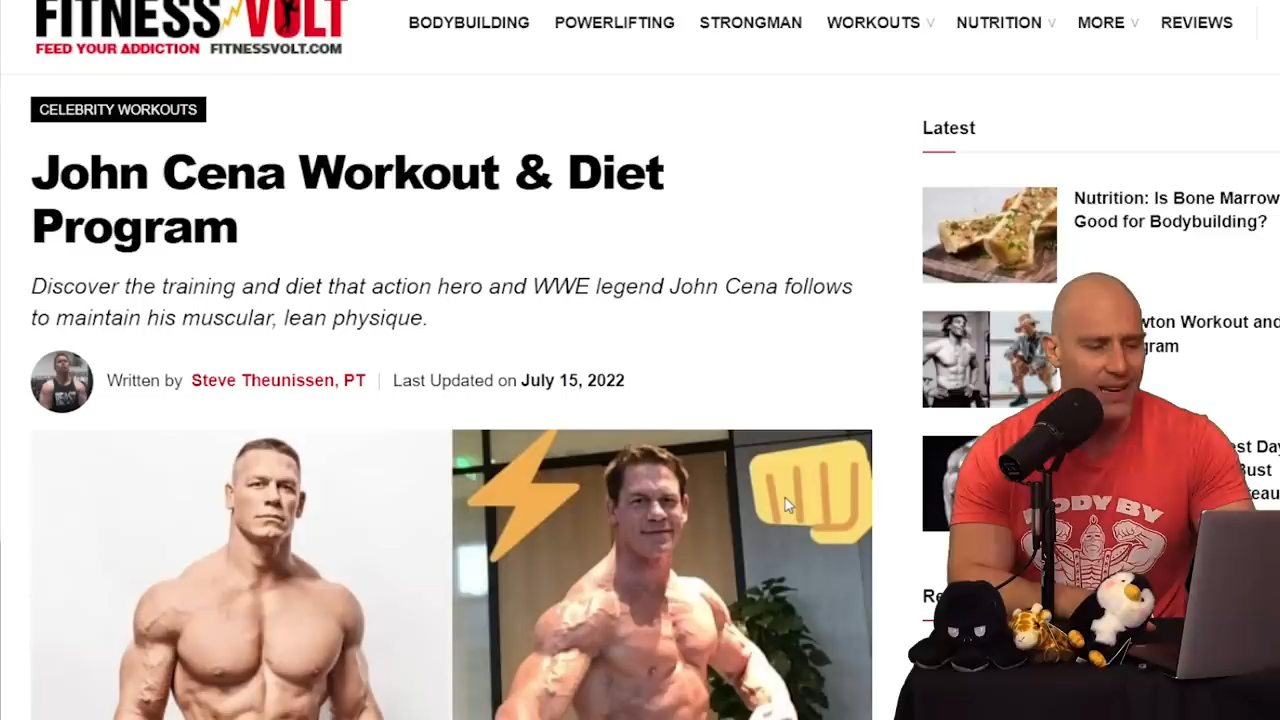 FITNESS VOLT
FEED YOUR ADDICTION FITNESSVOLT.COM
BODYBUILDING POWERLIFTING STRONGMAN WORKOUTS NUTRITION MORE REVIEWS
CELEBRITY WORKOUTS
John Cena Workout & Diet
Program
Discover the training and diet that action hero and WWE legend John Cena follows
to maintain his muscular, lean physique.
Written by Steve Theunissen, PT Last Updated on July 15, 2022
Latest
Nutrition: Is Bone Marrow
Good for Bodybuilding?
Workout and
BODY BY